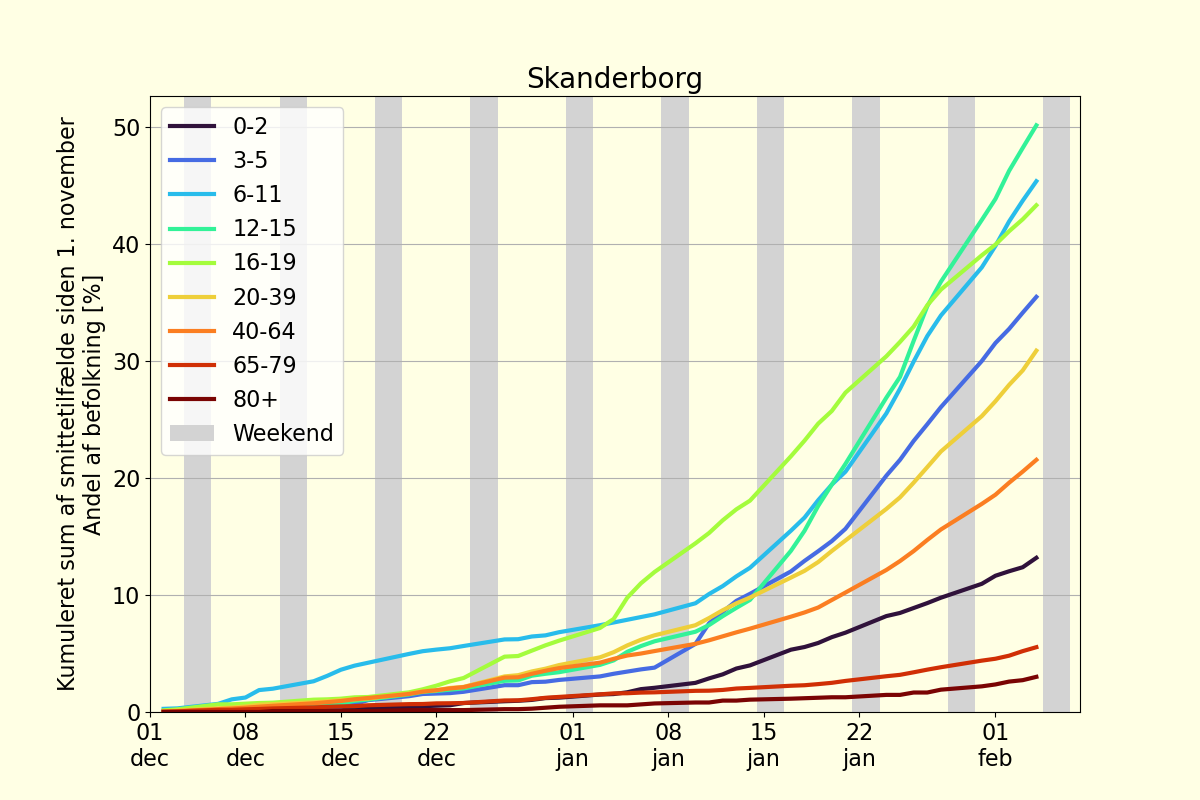 Skanderborg
Kumuleret sum af smittetilfælde siden 1. november
Andel af befolkning [%]
50
40
30
20
10
0
0-2
3-5
6-11
12-15
16-19
20-39
40-64
65-79
80+
Weekend
01 08 15 22 01 08 15 22 01
dec dec dec dec jan jan jan jan feb